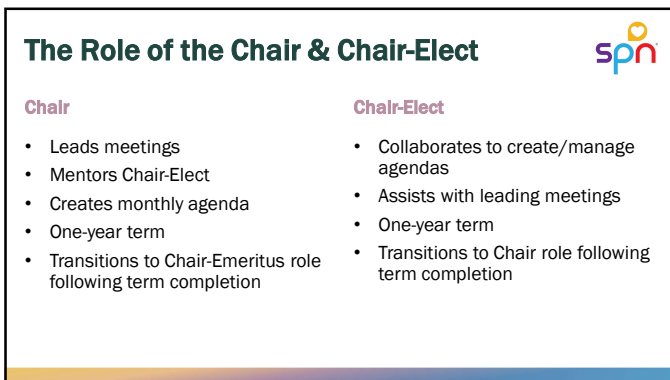 The Role of the Chair & Chair-Elect
spn
Chair
• Leads meetings
• Mentors Chair-Elect
• Creates monthly agenda
• One-year term
• Transitions to Chair-Emeritus role
following term completion
Chair-Elect
• Collaborates to create/manage
agendas
• Assists with leading meetings
• One-year term
• Transitions to Chair role following
term completion